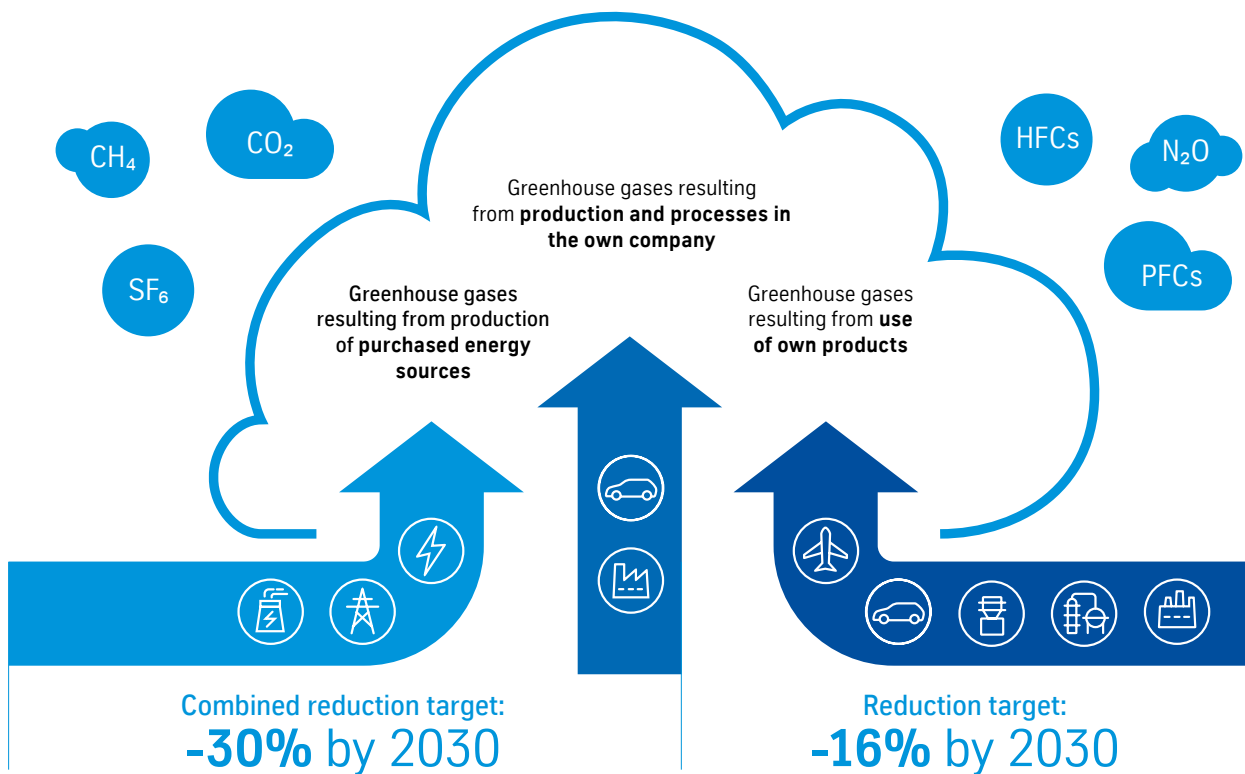 CH₄
CO₂
SF₆
HFCs
N₂O
PFCs
Greenhouse gases resulting
from production and processes in
the own company
Greenhouse gases
resulting from production
of purchased energy
sources
Greenhouse gases
resulting from use
of own products
Combined reduction target:
-30% by 2030
Reduction target:
-16% by 2030